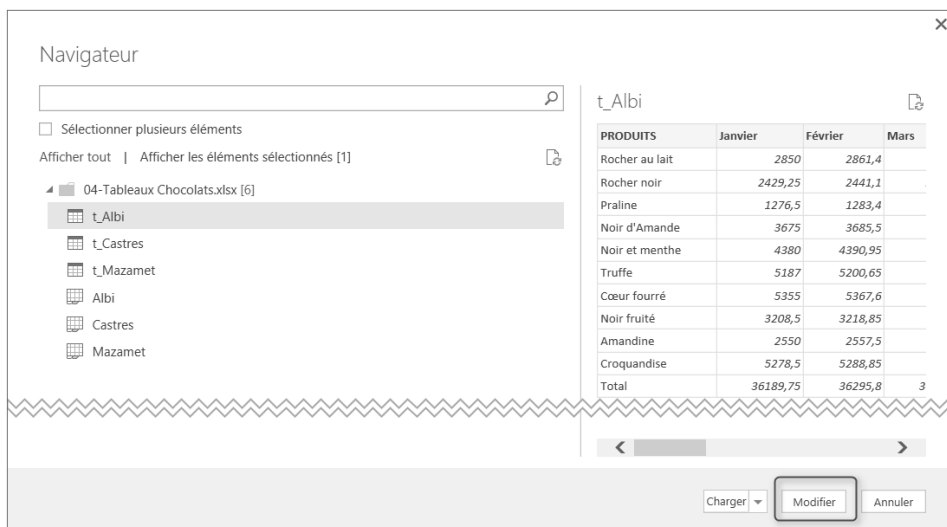 Navigateur
Sélectionner plusieurs éléments
Afficher tout | Afficher les éléments sélectionnés [1]
04-Tableaux Chocolats.xlsx [6]
t_Albi
t_Castres
t_Mazamet
Albi
Castres
Mazamet
t_Albi
PRODUITS Janvier Février Mars
Rocher au lait 2850 2861,4
Rocher noir 2429,25 2441,1
Praline 1276,5 1283,4
Noir d'Amande 3675 3685,5
Noir et menthe 4380 4390,95
Truffe 5187 5200,65
Cœur fourré 5355 5367,6
Noir fruité 3208,5 3218,85
Amandine 2550 2557,5
Croquandise 5278,5 5288,85
Total 36189,75 36295,8 3
Charger Modifier Annuler